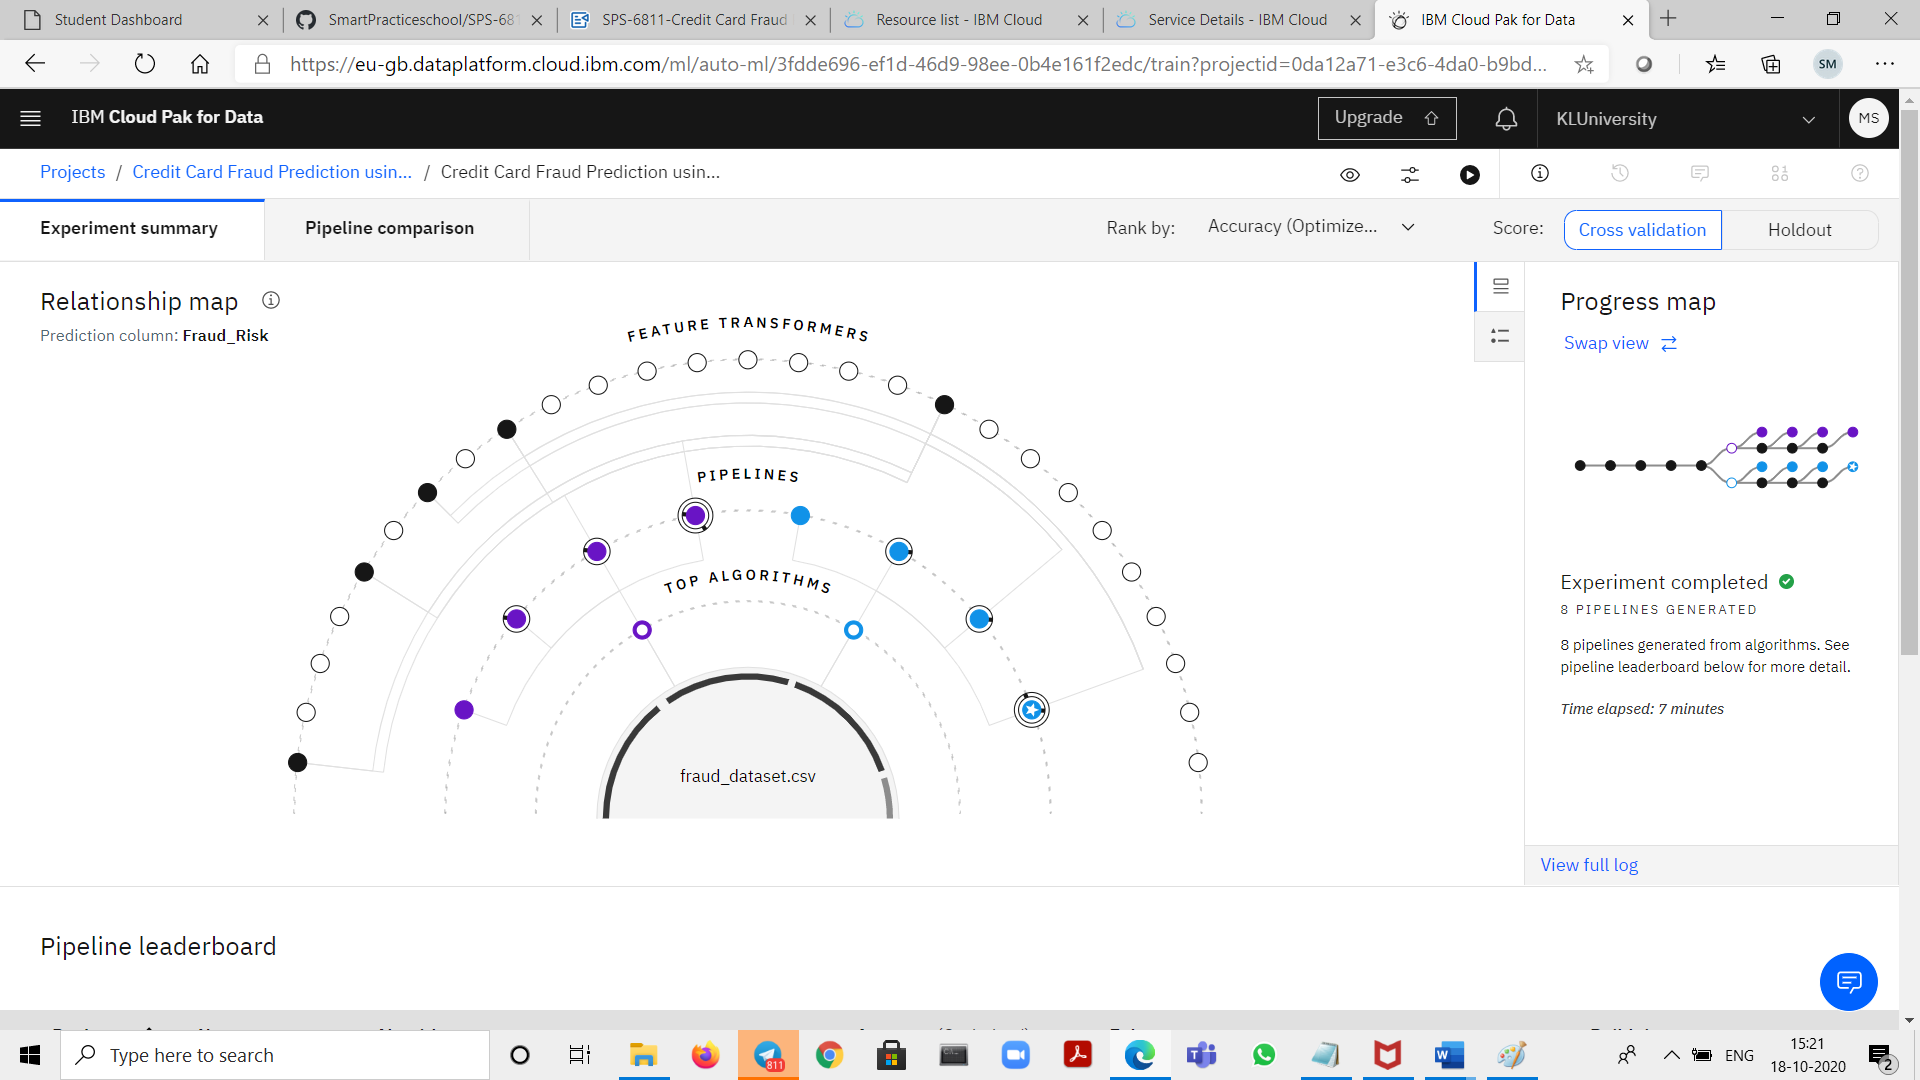 Student Dashboard
SmartPracticeschool/SPS-681
SPS-6811-Credit Card Fraud
Resource list - IBM Cloud
Service Details - IBM Cloud
IBM Cloud Pak for Data
https://eu-gb.dataplatform.cloud.ibm.com/ml/auto-ml/3fdde696-ef1d-46d9-98ee-0b4e161f2edc/train?projectid=0da12a71-e3c6-4da0-b9bd...
SM
IBM Cloud Pak for Data
Upgrade
KLUniversity
MS
Projects / Credit Card Fraud Prediction usin... / Credit Card Fraud Prediction usin...
Experiment summary
Pipeline comparison
Rank by: Accuracy (Optimize...
Score: Cross validation Holdout
Relationship map
Prediction column: Fraud_Risk
FEATURE TRANSFORMERS
PIPELINES
TOP ALGORITHMS
fraud_dataset.csv
Progress map
Swap view
Experiment completed
8 PIPELINES GENERATED
8 pipelines generated from algorithms. See
pipeline leaderboard below for more detail.
Time elapsed: 7 minutes
View full log
Pipeline leaderboard
Type here to search
811
ENG
15:21
18-10-2020
2